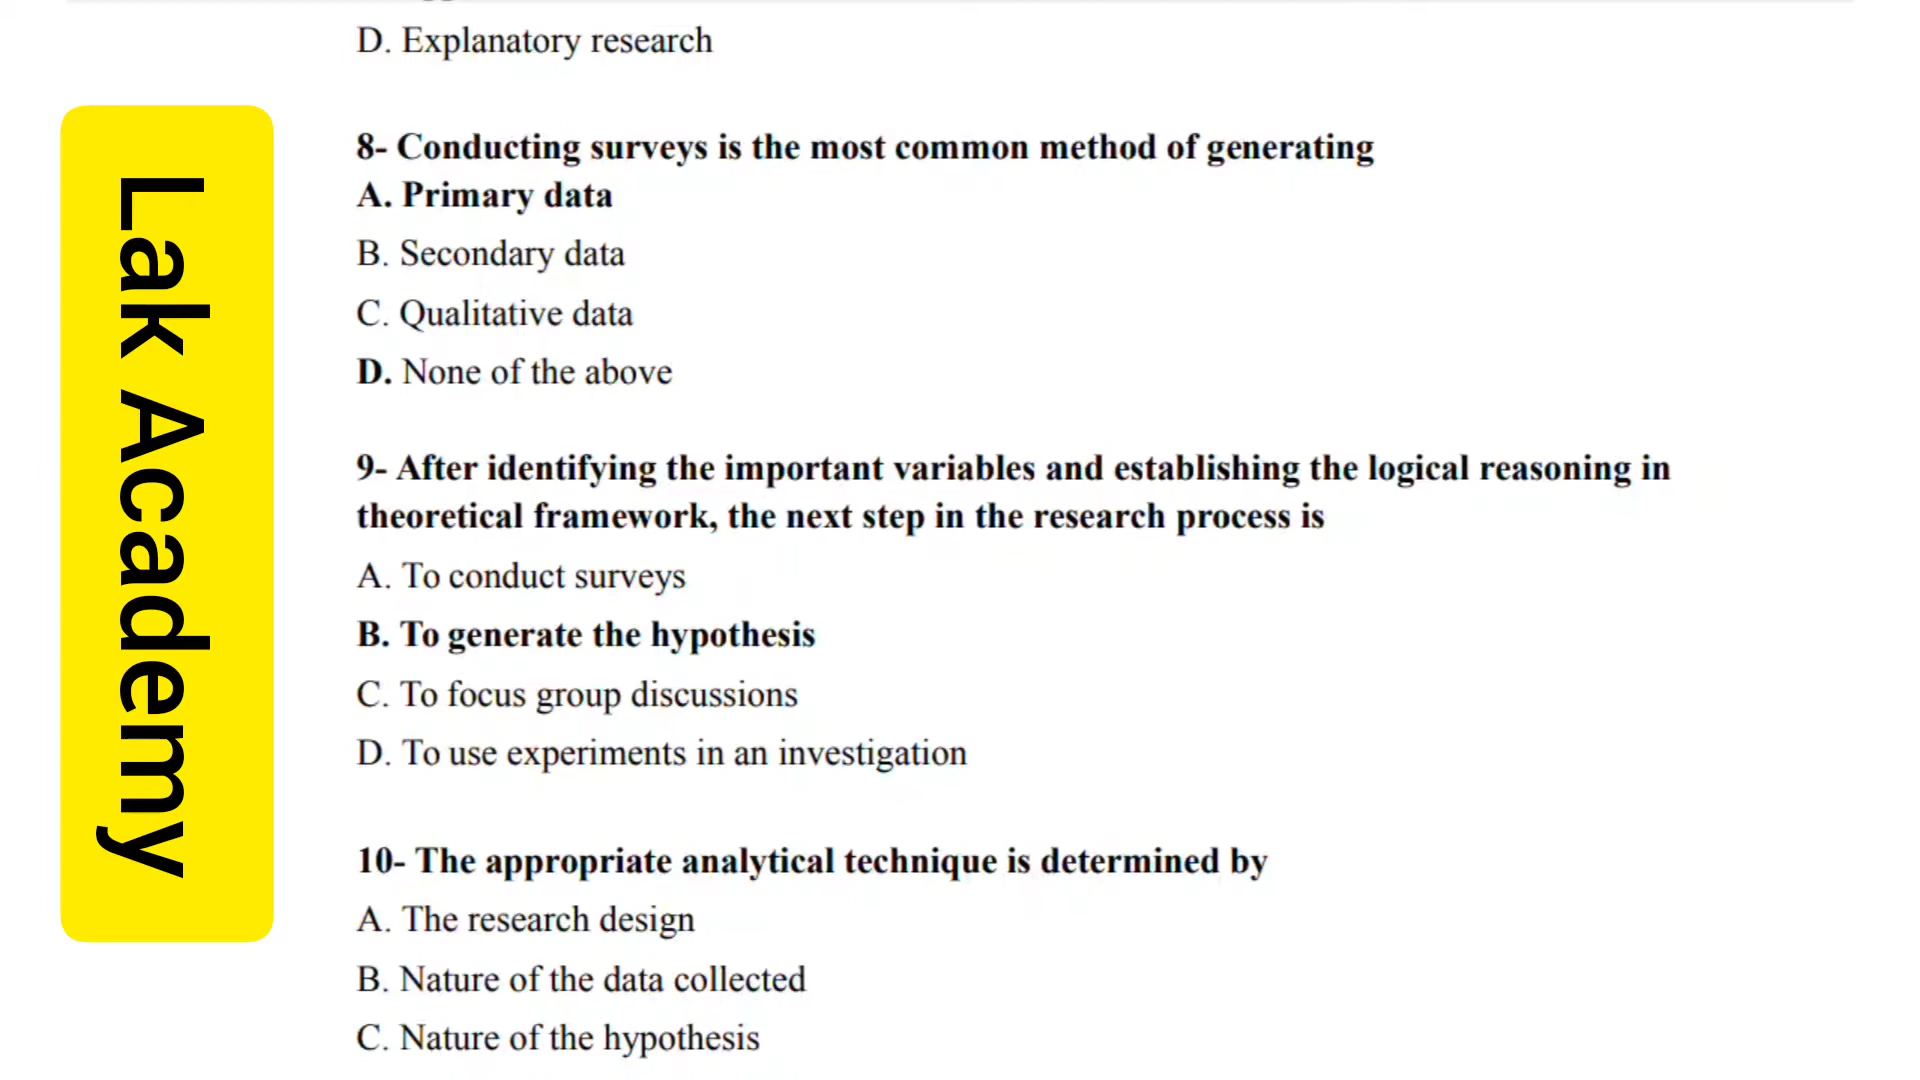 D. Explanatory research
Lak Academy
8- Conducting surveys is the most common method of generating
A. Primary data
B. Secondary data
C. Qualitative data
D. None of the above
9- After identifying the important variables and establishing the logical reasoning in
theoretical framework, the next step in the research process is
A. To conduct surveys
B. To generate the hypothesis
C. To focus group discussions
D. To use experiments in an investigation
10- The appropriate analytical technique is determined by
A. The research design
B. Nature of the data collected
C. Nature of the hypothesis